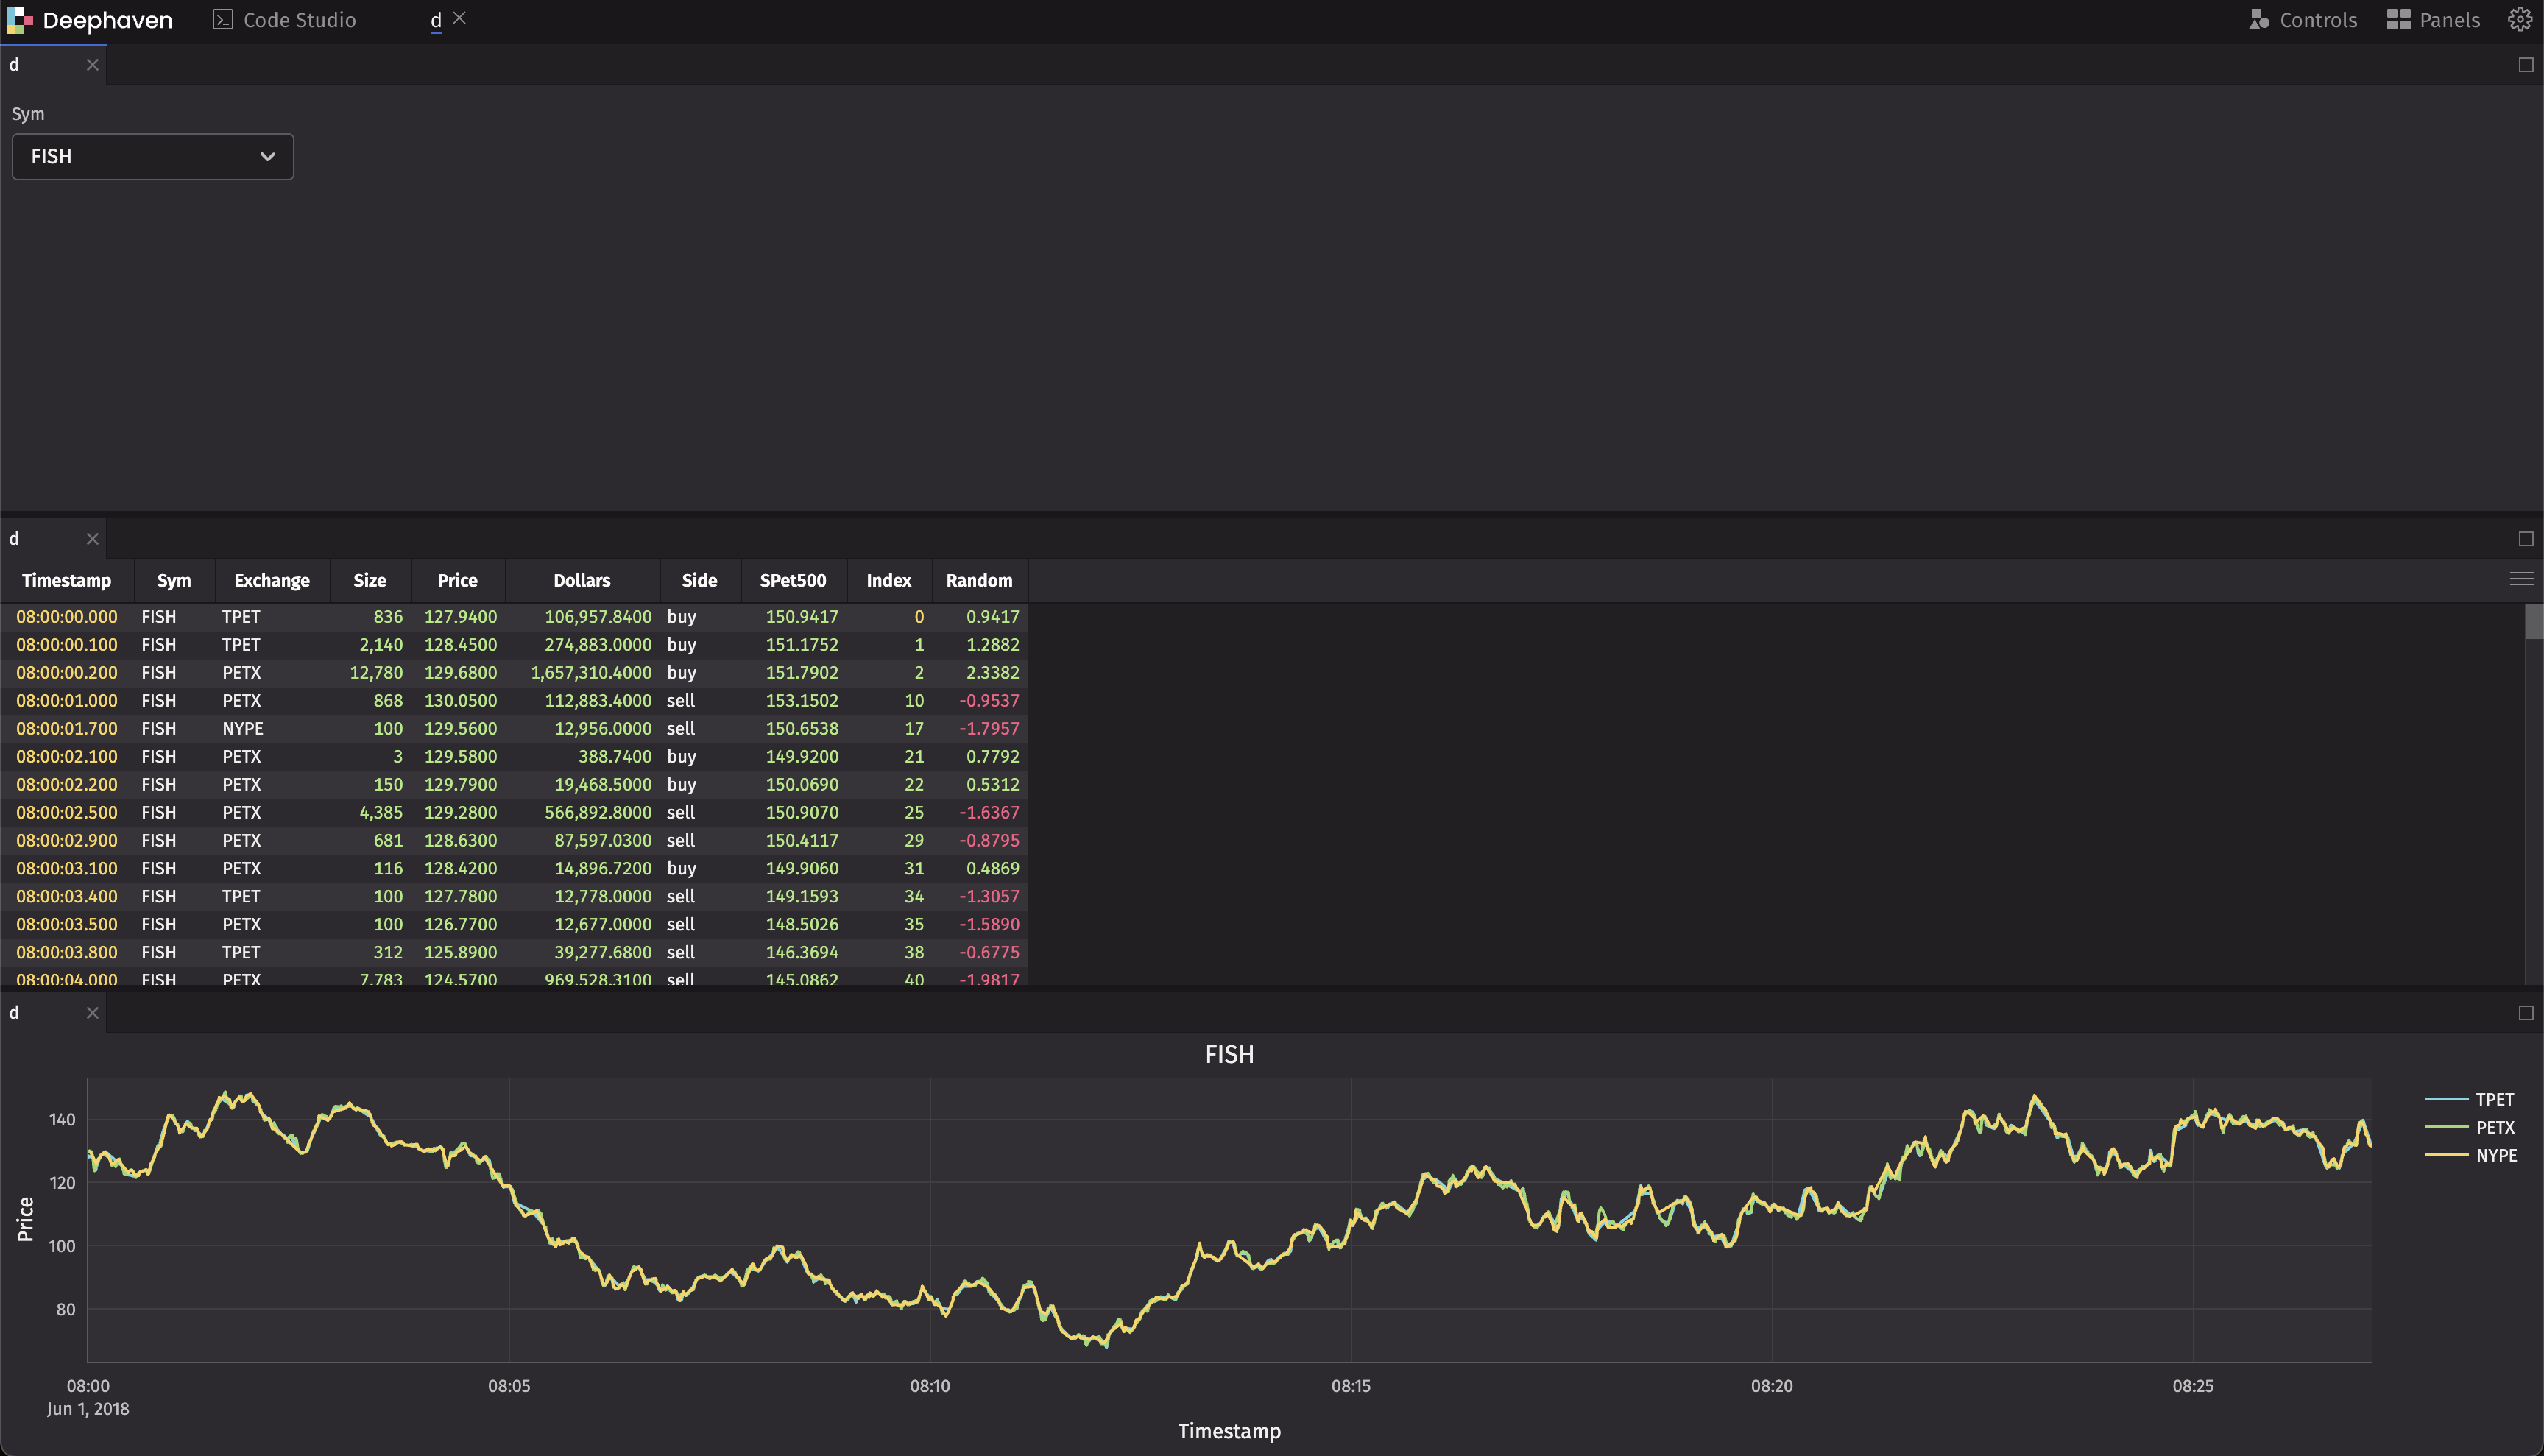 Deephaven Code Studio d Controls Panels
d
Sym
FISH
d
Timestamp Sym Exchange Size Price Dollars Side SPet500 Index Random
08:00:00.000 FISH TPET 836 127.9400 106,957.8400 buy 150.9417 0 0.9417
08:00:00.100 FISH TPET 2,140 128.4500 274,883.0000 buy 151.1752 1 1.2882
08:00:00.200 FISH PETX 12,780 129.6800 1,657,310.4000 buy 151.7902 2 2.3382
08:00:01.000 FISH PETX 868 130.0500 112,883.4000 sell 153.1502 10 -0.9537
08:00:01.700 FISH NYPE 100 129.5600 12,956.0000 sell 150.6538 17 -1.7957
08:00:02.100 FISH PETX 3 129.5800 388.7400 buy 149.9200 21 0.7792
08:00:02.200 FISH PETX 150 129.7900 19,468.5000 buy 150.0690 22 0.5312
08:00:02.500 FISH PETX 4,385 129.2800 566,892.8000 sell 150.9070 25 -1.6367
08:00:02.900 FISH PETX 681 128.6300 87,597.0300 sell 150.4117 29 -0.8795
08:00:03.100 FISH PETX 116 128.4200 14,896.7200 buy 149.9060 31 0.4869
08:00:03.400 FISH TPET 100 127.7800 12,778.0000 sell 149.1593 34 -1.3057
08:00:03.500 FISH PETX 100 126.7700 12,677.0000 sell 148.5026 35 -1.5890
08:00:03.800 FISH TPET 312 125.8900 39,277.6800 sell 146.3694 38 -0.6775
08:00:04.000 FISH PETX 7,783 124.5700 969,528.3100 sell 145.0862 40 -1.9817
d
FISH
TPET
PETX
NYPE
Price
140
120
100
80
08:00 08:05 08:10 08:15 08:20 08:25
Jun 1, 2018
Timestamp